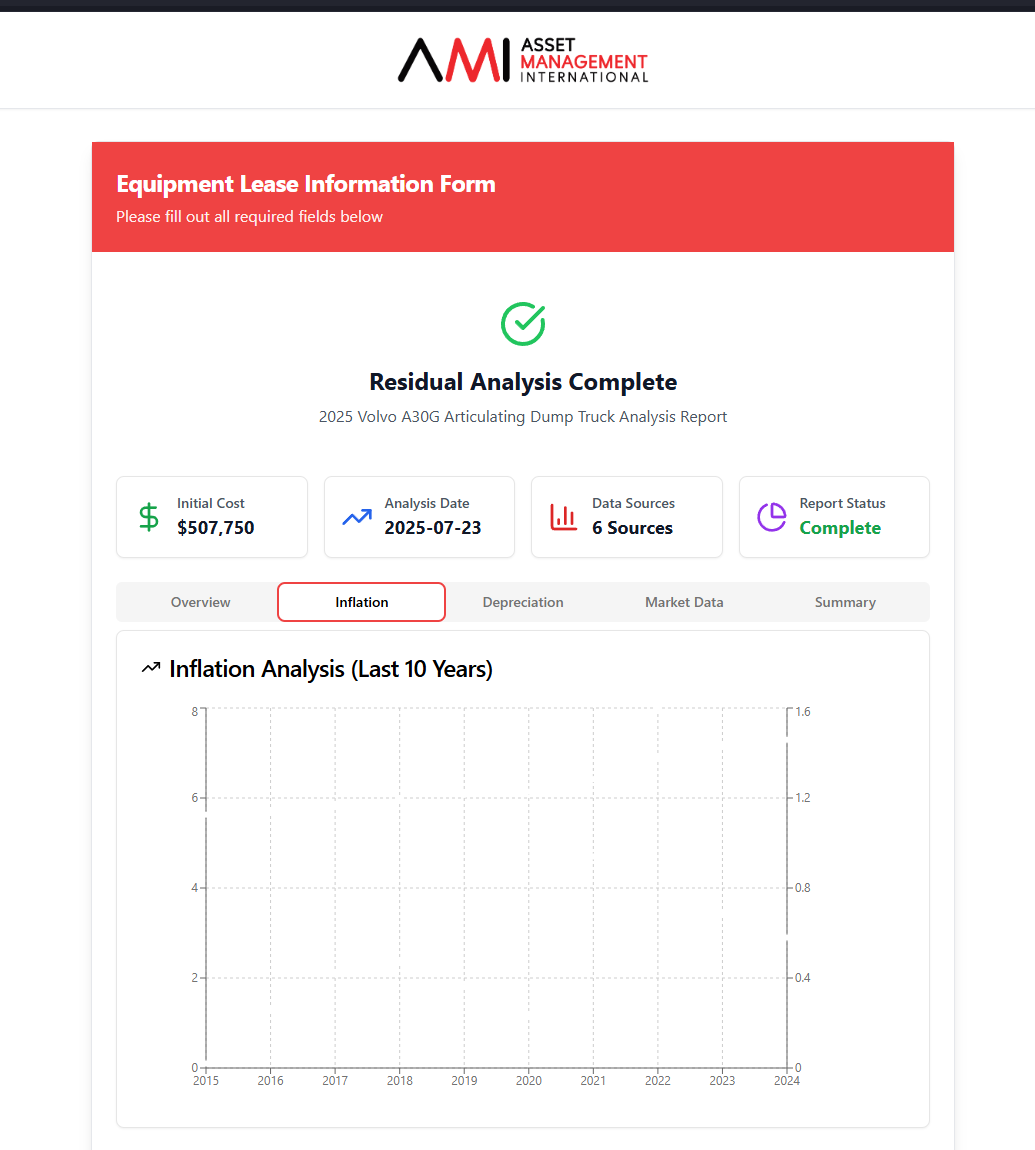 AMI
ASSET
MANAGEMENT
INTERNATIONAL
Equipment Lease Information Form
Please fill out all required fields below
Residual Analysis Complete
2025 Volvo A30G Articulating Dump Truck Analysis Report
Initial Cost
$507,750
Analysis Date
2025-07-23
Data Sources
6 Sources
Report Status
Complete
Overview Inflation Depreciation Market Data Summary
Inflation Analysis (Last 10 Years)
8 1.6
6 1.2
4 0.8
2 0.4
0 0
2015 2016 2017 2018 2019 2020 2021 2022 2023 2024